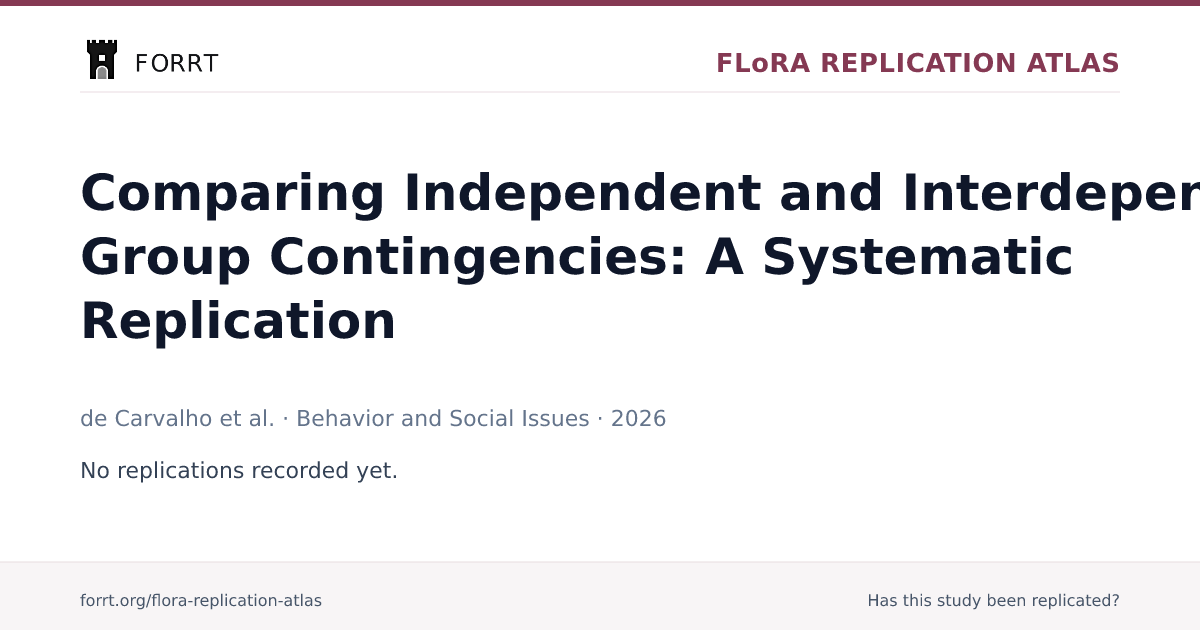 FORRT
FLoRA REPLICATION ATLAS
Comparing Independent and Interdepen
Group Contingencies: A Systematic
Replication
de Carvalho et al. · Behavior and Social Issues · 2026
No replications recorded yet.
forrt.org/flora-replication-atlas
Has this study been replicated?